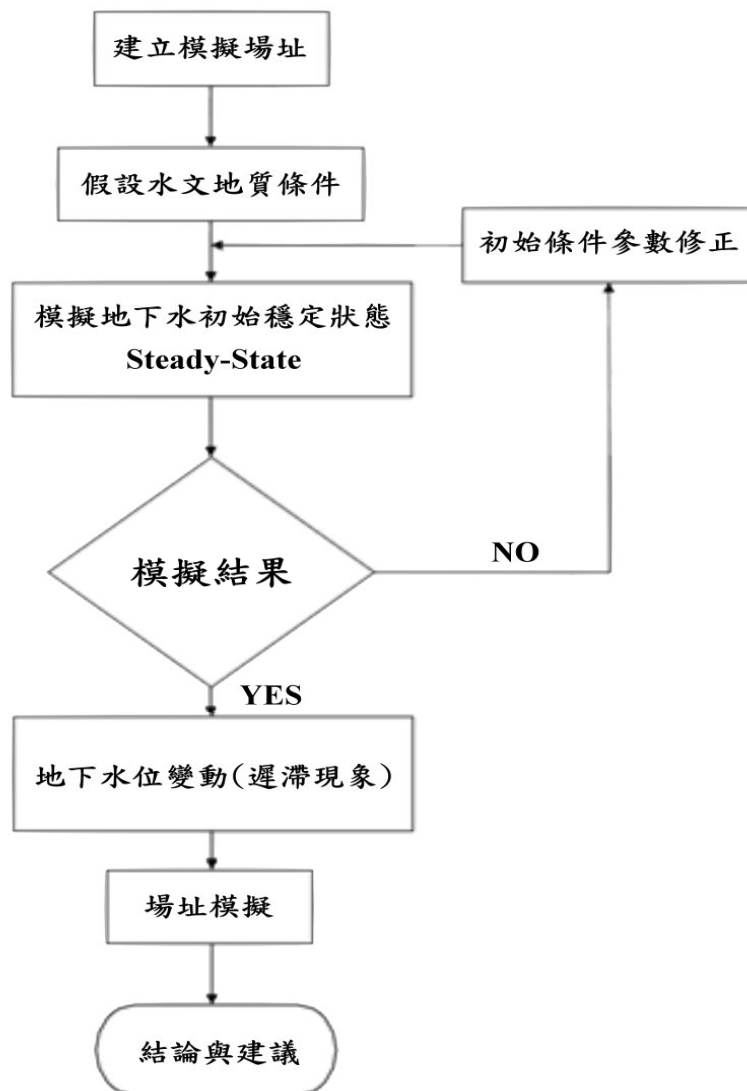 建立模擬場址
假設水文地質條件
初始條件參數修正
模擬地下水初始穩定狀態
Steady-State
模擬結果
NO
YES
地下水位變動(遲滯現象)
場址模擬
結論與建議